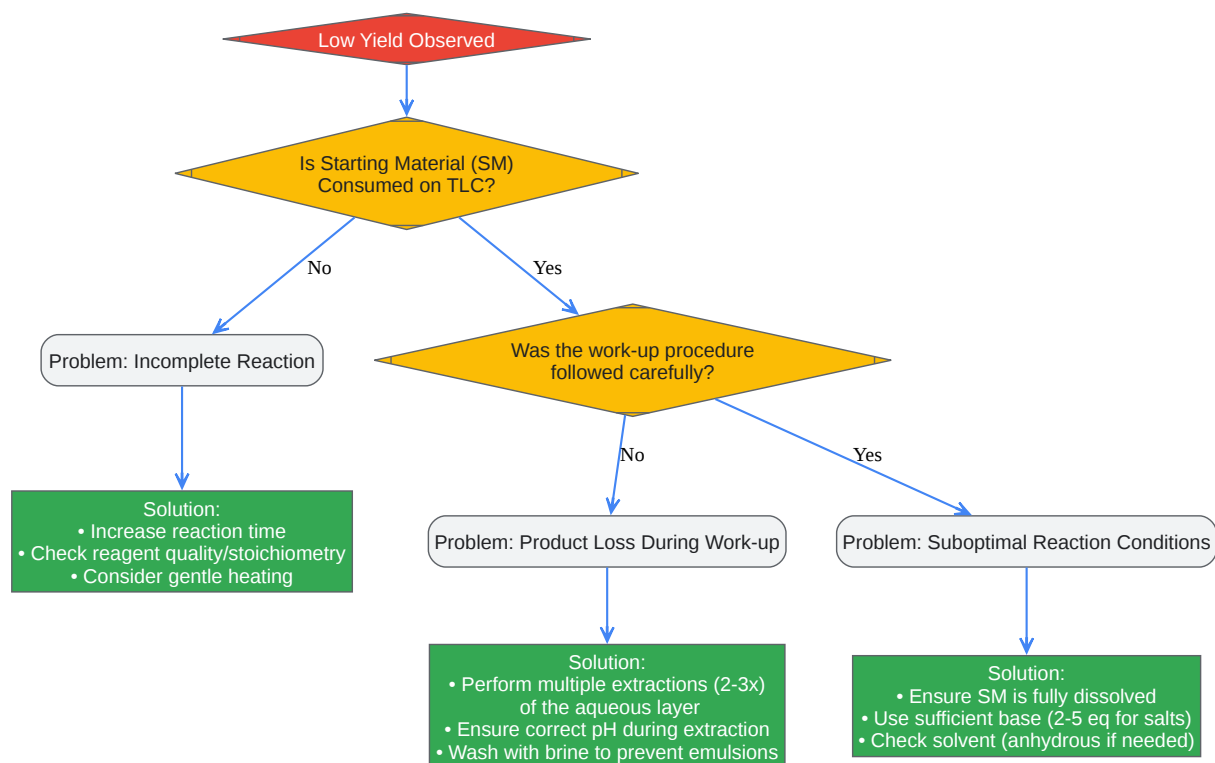 Low Yield Observed
Is Starting Material (SM)
Consumed on TLC?
No
Yes
Problem: Incomplete Reaction
Was the work-up procedure
followed carefully?
No
Yes
Solution:
• Increase reaction time
• Check reagent quality/stoichiometry
• Consider gentle heating
Problem: Product Loss During Work-up
Problem: Suboptimal Reaction Conditions
Solution:
• Perform multiple extractions (2-3x)
of the aqueous layer
• Ensure correct pH during extraction
• Wash with brine to prevent emulsions
Solution:
• Ensure SM is fully dissolved
• Use sufficient base (2-5 eq for salts)
• Check solvent (anhydrous if needed)